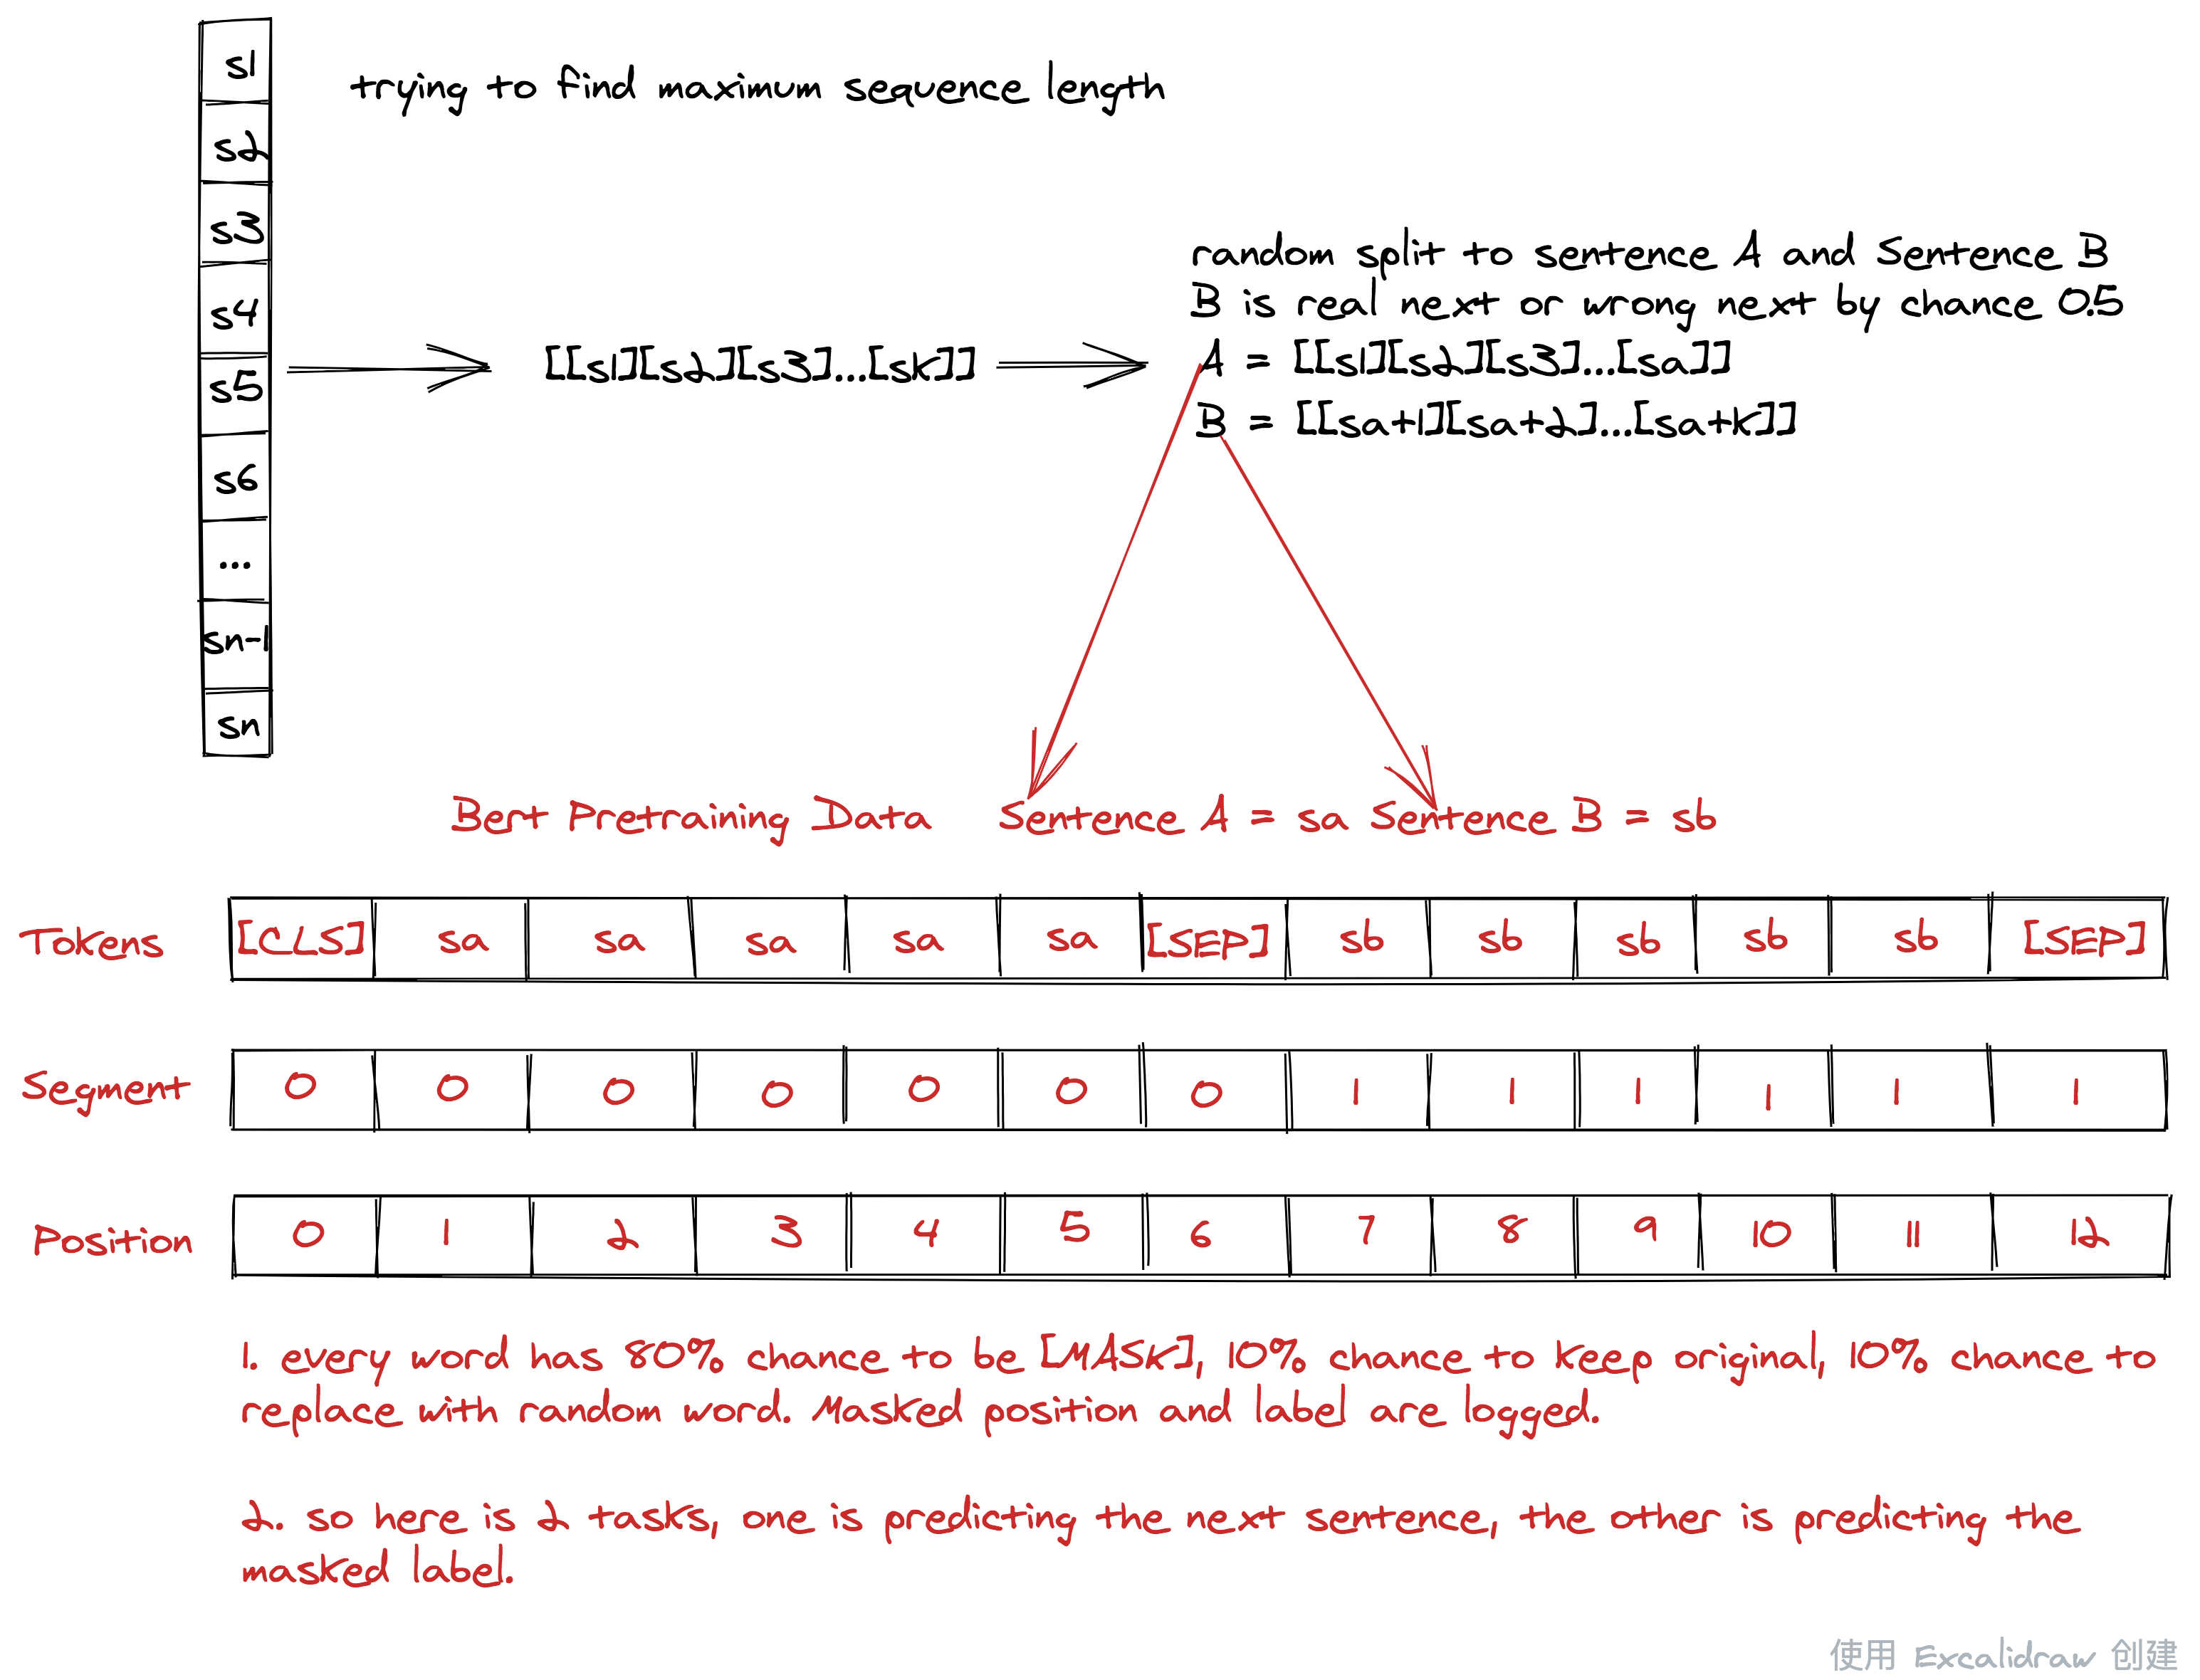 s1
s2
s3
s4
s5
s6
...
sn-1
sn
trying to find maximum sequence length
[[s1][s2][s3]...[sk]]
random split to sentence A and Sentence B
B is real next or wrong next by chance 0.5
A = [[s1][s2][s3]...[sa]]
B = [[sa+1][sa+2]...[sa+k]]
Bert Pretraining Data Sentence A = sa Sentence B = sb
Tokens [CLS] sa sa sa sa sa [SEP] sb sb sb sb sb [SEP]
Segment 0 0 0 0 0 0 0 1 1 1 1 1 1
Position 0 1 2 3 4 5 6 7 8 9 10 11 12
1. every word has 80% chance to be [MASK], 10% chance to keep original, 10% chance to
replace with random word. Masked position and label are logged.
2. so here is 2 tasks, one is predicting the next sentence, the other is predicting the
masked label.
使用 Excalidraw 创建